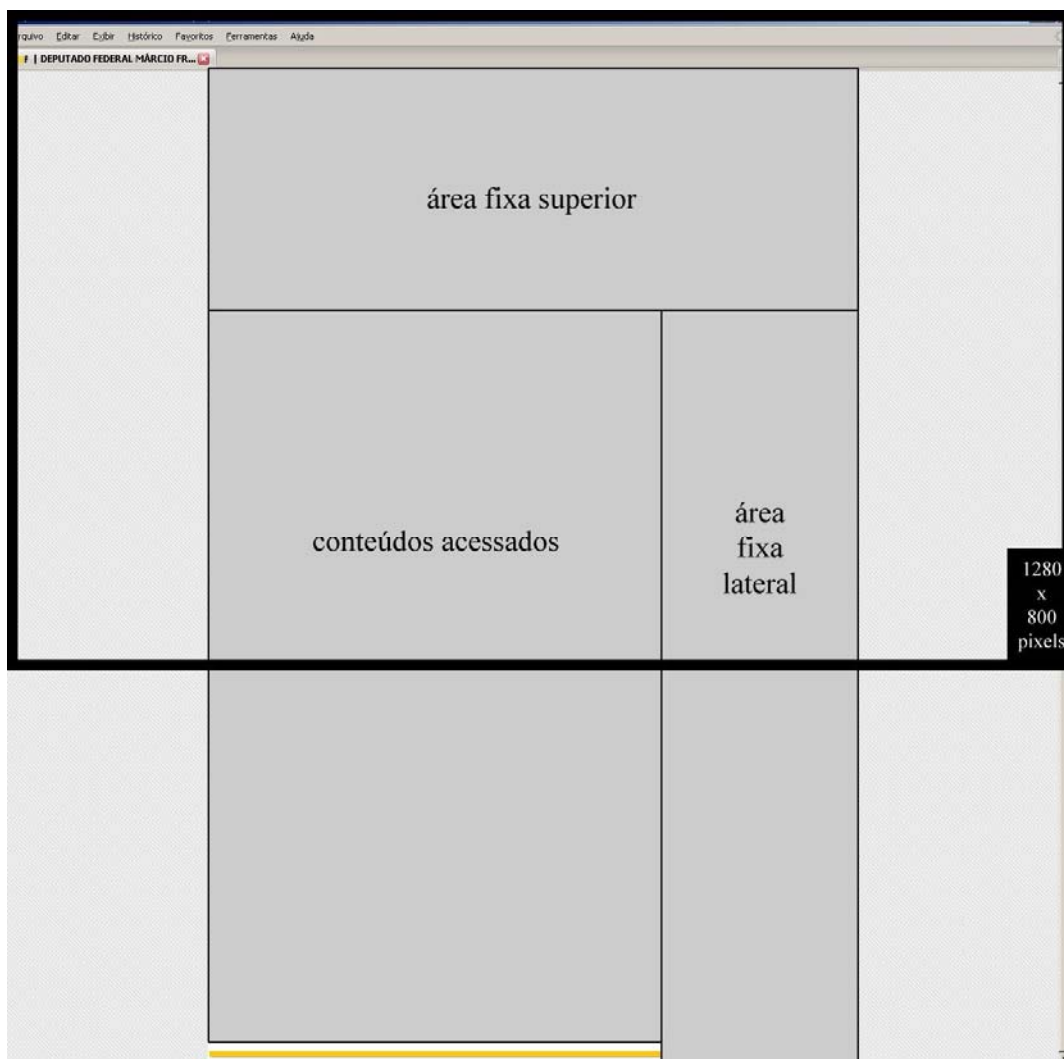 rquivo Editar Exibir Histórico Favoritos Ferramentas Ajuda
| DEPUTADO FEDERAL MÁRCIO FR...
área fixa superior
conteúdos acessados
área
fixa
lateral
1280
x
800
pixels